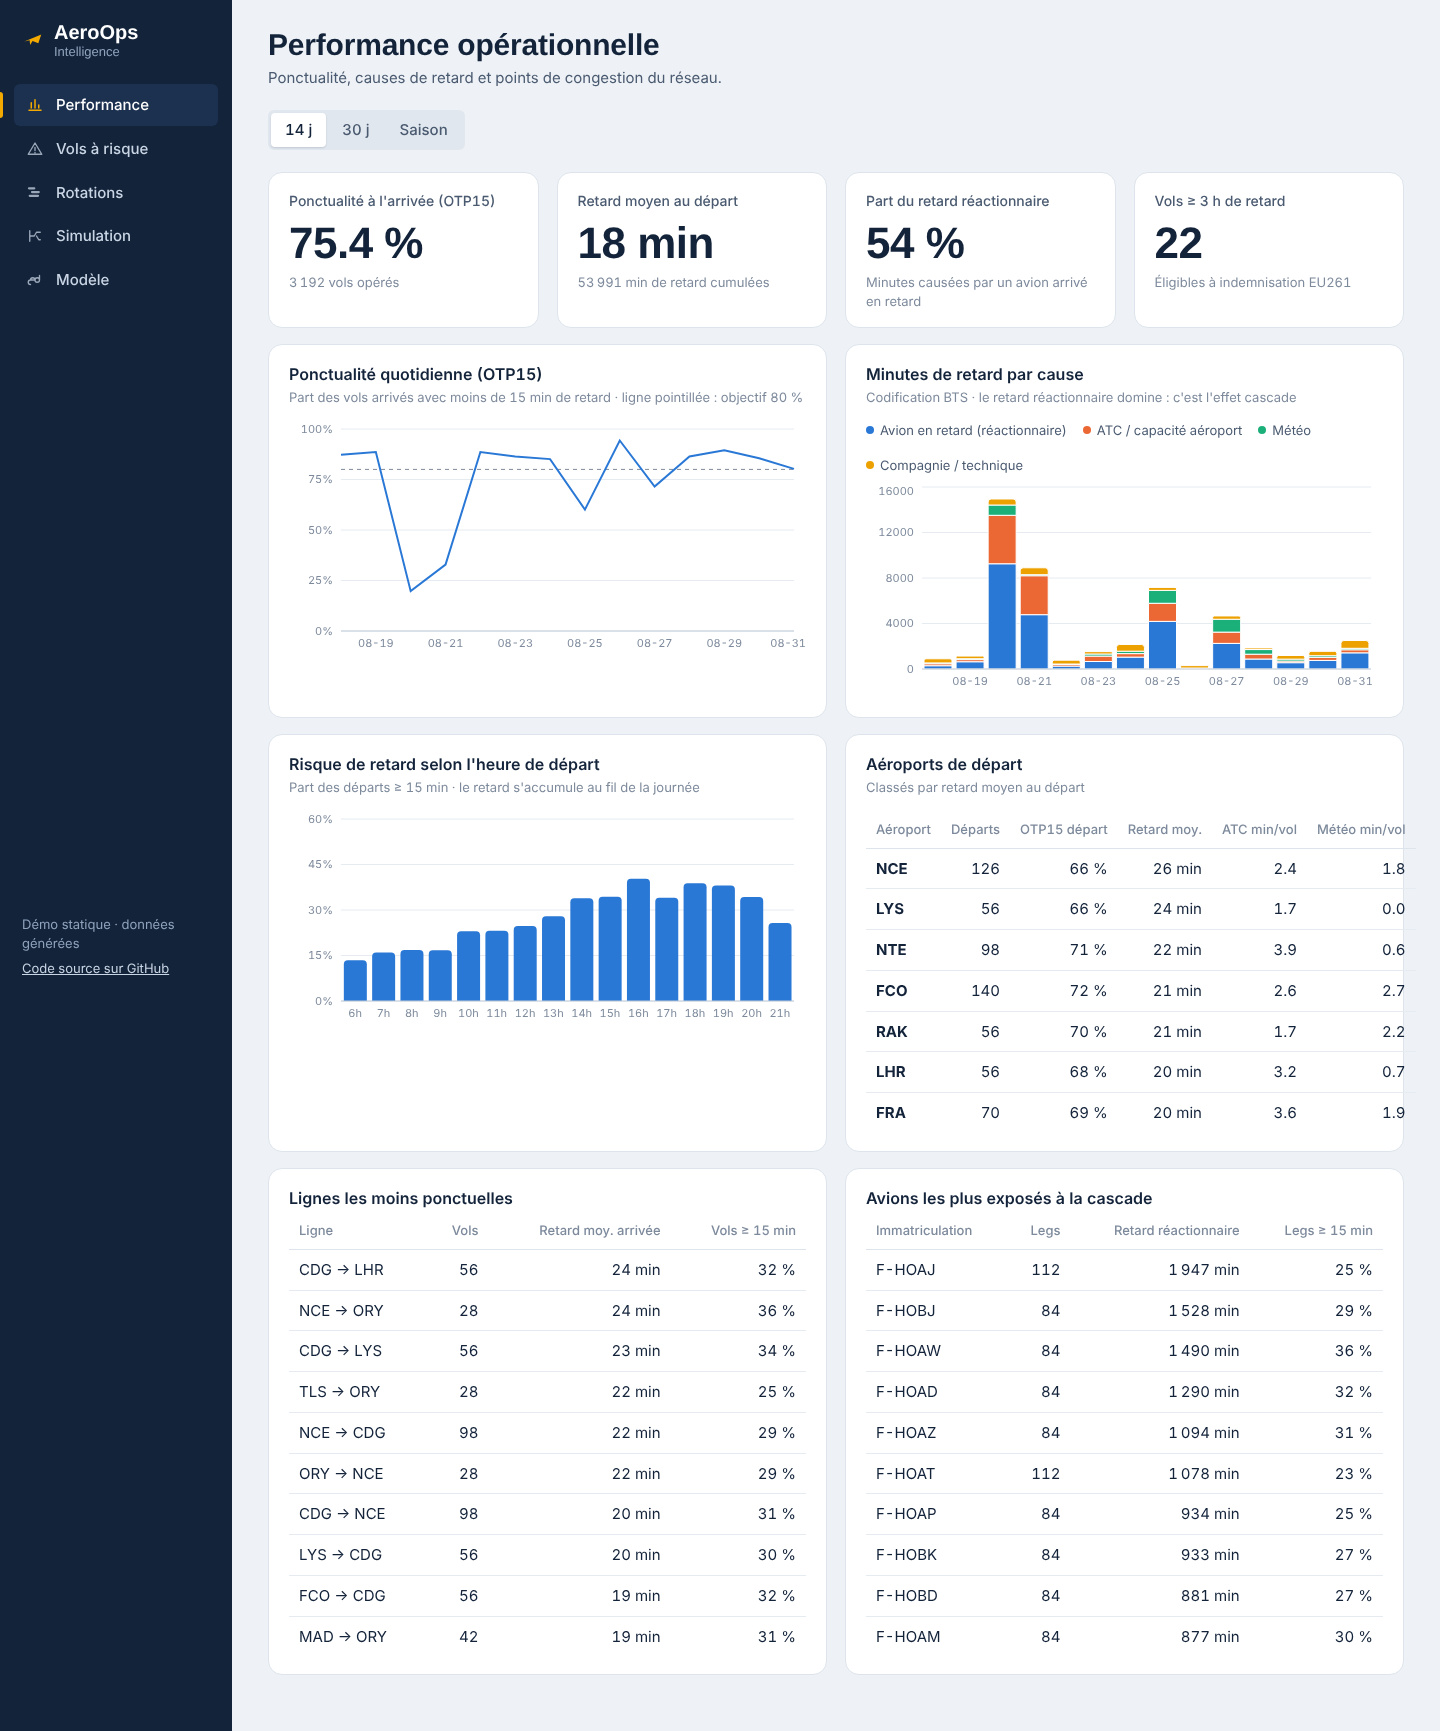 AeroOps
Intelligence
Performance
Vols à risque
Rotations
Simulation
Modèle
Démo statique · données
générées
Code source sur GitHub
Performance opérationnelle
Ponctualité, causes de retard et points de congestion du réseau.
14 j 30 j Saison
Ponctualité à l'arrivée (OTP15)
75.4 %
3 192 vols opérés
Retard moyen au départ
18 min
53 991 min de retard cumulées
Part du retard réactionnaire
54 %
Minutes causées par un avion arrivé
en retard
Vols ≥ 3 h de retard
22
Éligibles à indemnisation EU261
Ponctualité quotidienne (OTP15)
Part des vols arrivés avec moins de 15 min de retard · ligne pointillée : objectif 80 %
100%
75%
50%
25%
0%
08-19 08-21 08-23 08-25 08-27 08-29 08-31
Minutes de retard par cause
Codification BTS · le retard réactionnaire domine : c'est l'effet cascade
Avion en retard (réactionnaire) ATC / capacité aéroport Météo
Compagnie / technique
16000
12000
8000
4000
0
08-19 08-21 08-23 08-25 08-27 08-29 08-31
Risque de retard selon l'heure de départ
Part des départs ≥ 15 min · le retard s'accumule au fil de la journée
60%
45%
30%
15%
0%
6h 7h 8h 9h 10h 11h 12h 13h 14h 15h 16h 17h 18h 19h 20h 21h
Aéroports de départ
Classés par retard moyen au départ
Aéroport Départs OTP15 départ Retard moy. ATC min/vol Météo min/vol
NCE 126 66 % 26 min 2.4 1.8
LYS 56 66 % 24 min 1.7 0.0
NTE 98 71 % 22 min 3.9 0.6
FCO 140 72 % 21 min 2.6 2.7
RAK 56 70 % 21 min 1.7 2.2
LHR 56 68 % 20 min 3.2 0.7
FRA 70 69 % 20 min 3.6 1.9
Lignes les moins ponctuelles
Ligne Vols Retard moy. arrivée Vols ≥ 15 min
CDG → LHR 56 24 min 32 %
NCE → ORY 28 24 min 36 %
CDG → LYS 56 23 min 34 %
TLS → ORY 28 22 min 25 %
NCE → CDG 98 22 min 29 %
ORY → NCE 28 22 min 29 %
CDG → NCE 98 20 min 31 %
LYS → CDG 56 20 min 30 %
FCO → CDG 56 19 min 32 %
MAD → ORY 42 19 min 31 %
Avions les plus exposés à la cascade
Immatriculation Legs Retard réactionnaire Legs ≥ 15 min
F-HOAJ 112 1 947 min 25 %
F-HOBJ 84 1 528 min 29 %
F-HOAW 84 1 490 min 36 %
F-HOAD 84 1 290 min 32 %
F-HOAZ 84 1 094 min 31 %
F-HOAT 112 1 078 min 23 %
F-HOAP 84 934 min 25 %
F-HOBK 84 933 min 27 %
F-HOBD 84 881 min 27 %
F-HOAM 84 877 min 30 %